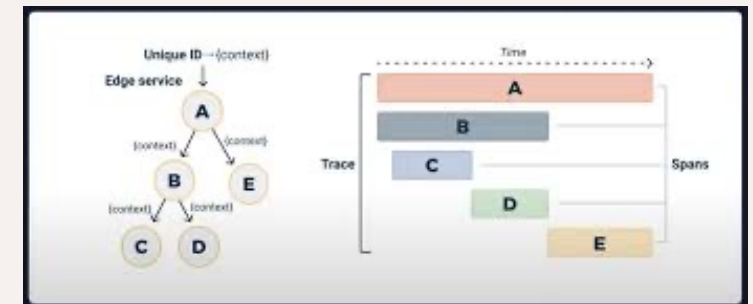 Unique ID → {context}
Edge service
A
{context}
{context}
B
E
{context}
{context}
C
D
Time
Trace
A
B
C
D
E
Spans